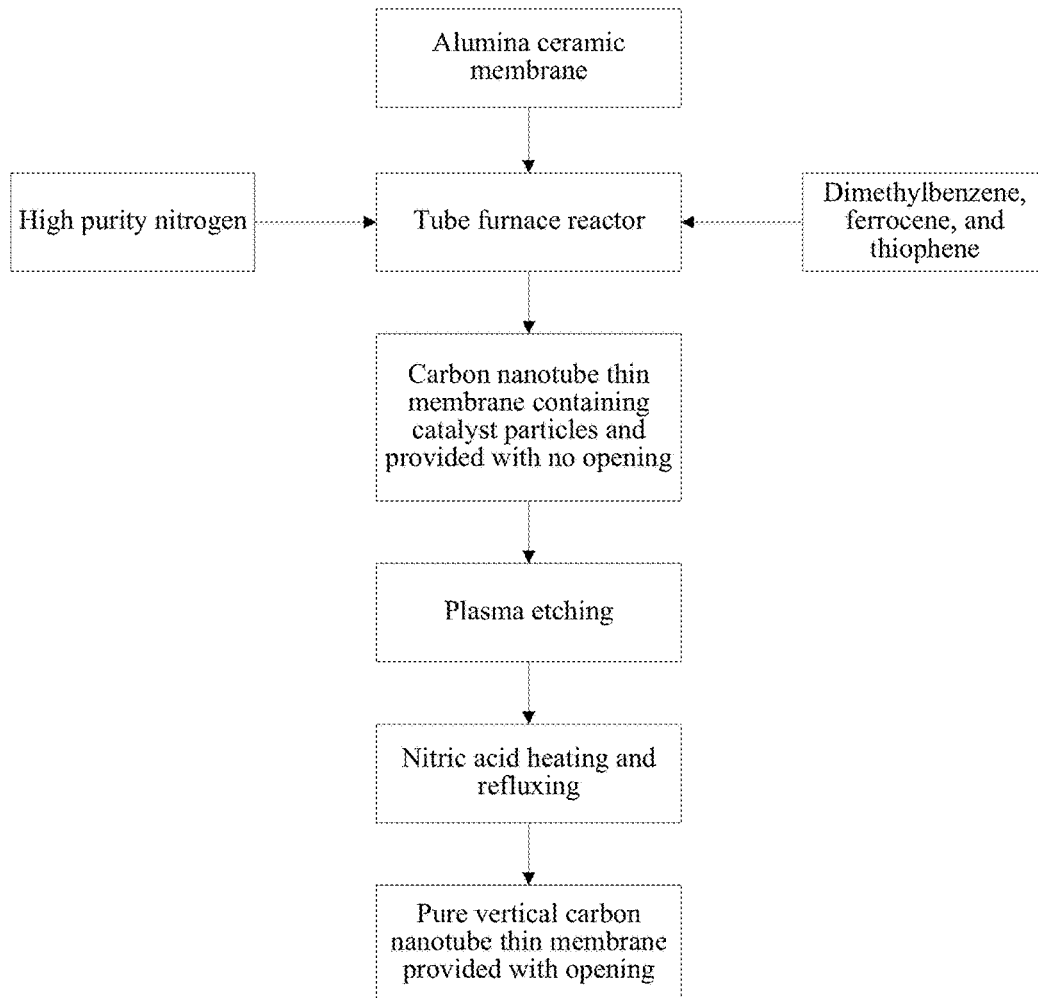 Alumina ceramic
membrane
High purity nitrogen
Tube furnace reactor
Dimethylbenzene,
ferrocene, and
thiophene
Carbon nanotube thin
membrane containing
catalyst particles and
provided with no opening
Plasma etching
Nitric acid heating and
refluxing
Pure vertical carbon
nanotube thin membrane
provided with opening